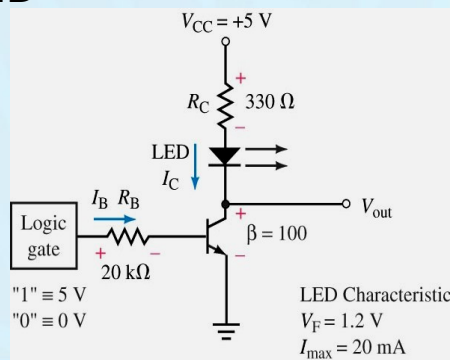 V_CC = +5 V
+
R_C 330 Ω
−
LED
I_C
I_B R_B
V_out
+
Logic
gate
β = 100
+ −
−
20 kΩ
"1" ≡ 5 V
"0" ≡ 0 V
LED Characteristic
V_F = 1.2 V
I_max = 20 mA